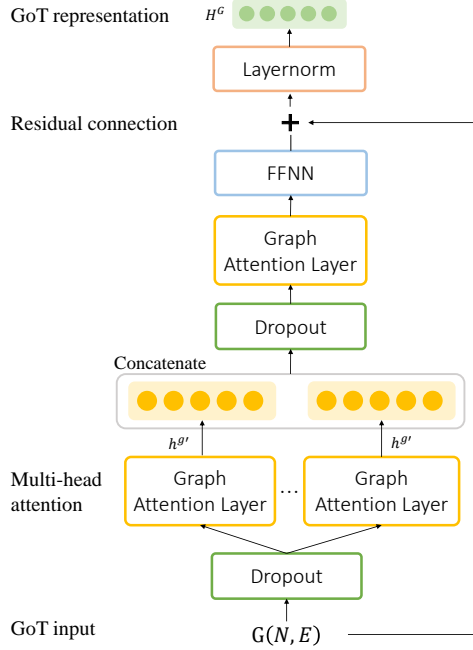 GoT representation
H^G
Layernorm
Residual connection
+
FFNN
Graph
Attention Layer
Dropout
Concatenate
h^{g'}
h^{g'}
Multi-head
attention
Graph
Attention Layer
...
Graph
Attention Layer
Dropout
GoT input
G(N, E)